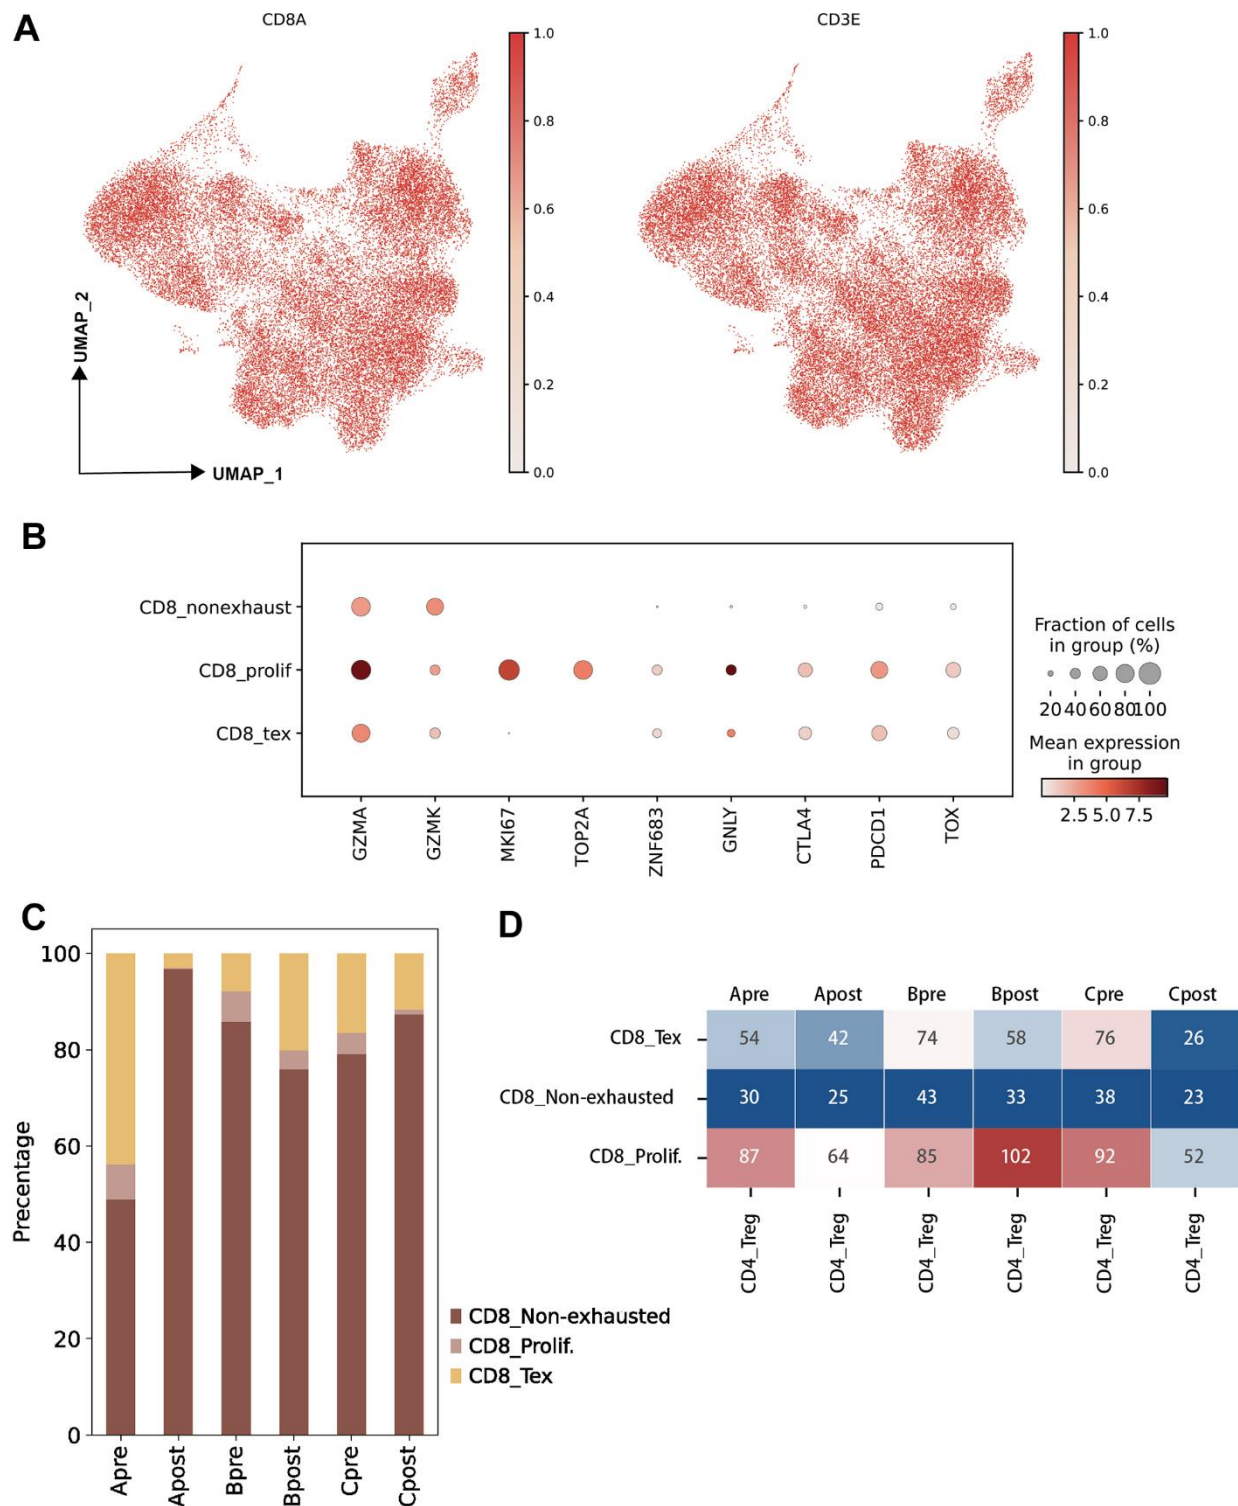 A
CD8A
CD3E
1.0
0.8
0.6
0.4
0.2
0.0
1.0
0.8
0.6
0.4
0.2
0.0
UMAP_2
UMAP_1
B
CD8_nonexhaust
CD8_prolif
CD8_tex
GZMA
GZMK
MKI67
TOP2A
ZNF683
GNLY
CTLA4
PDCD1
TOX
Fraction of cells
in group (%)
20 40 60 80 100
Mean expression
in group
2.5 5.0 7.5
C
Precentage
100
80
60
40
20
0
Apre
Apost
Bpre
Bpost
Cpre
Cpost
CD8_Non-exhausted
CD8_Prolif.
CD8_Tex
D
Apre Apost Bpre Bpost Cpre Cpost
CD8_Tex 54 42 74 58 76 26
CD8_Non-exhausted 30 25 43 33 38 23
CD8_Prolif. 87 64 85 102 92 52
CD4_Treg
CD4_Treg
CD4_Treg
CD4_Treg
CD4_Treg
CD4_Treg